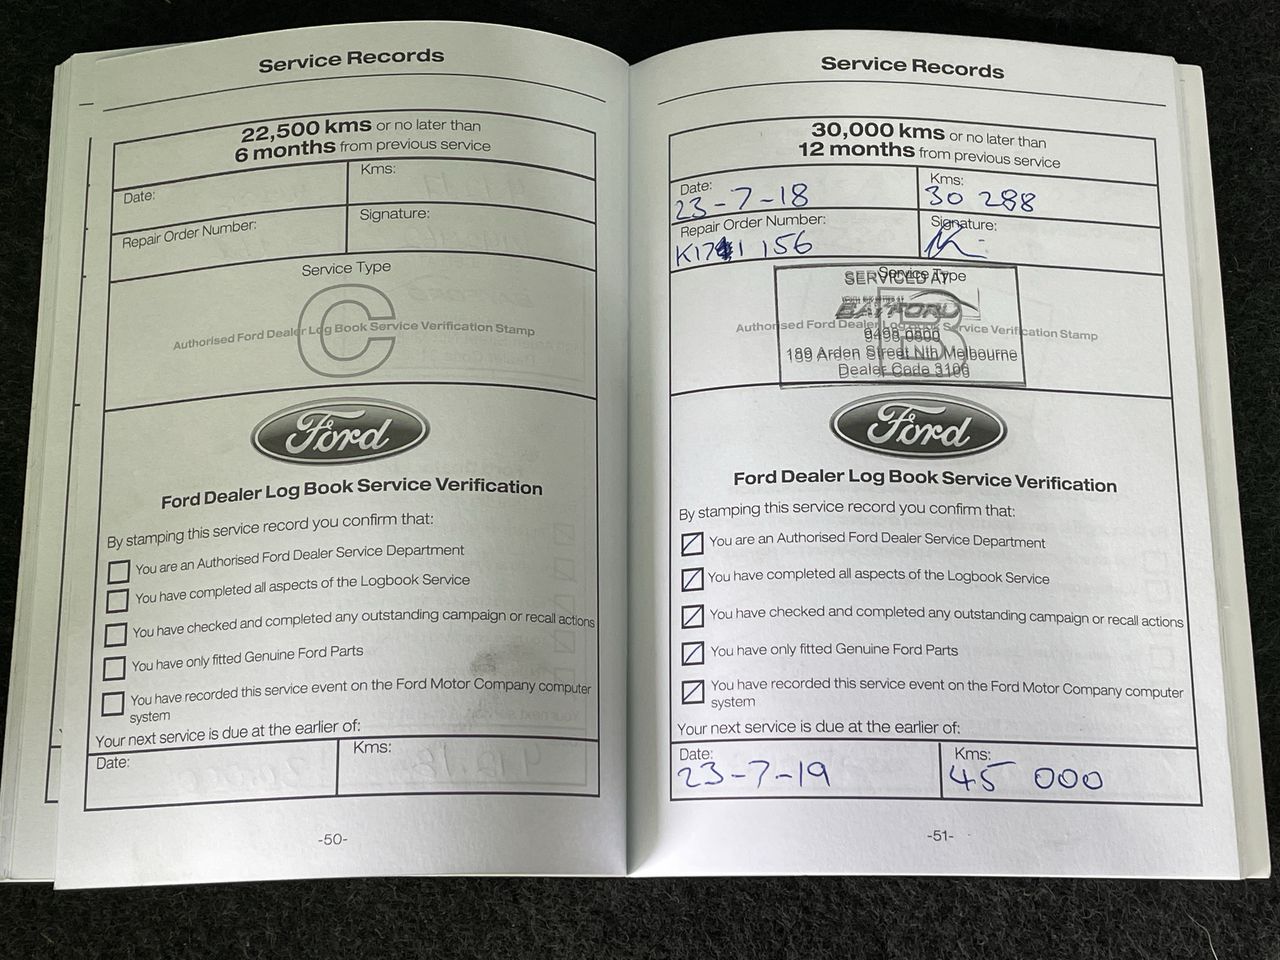 Service Records
22,500 kms or no later than
6 months from previous service
Date:
Kms:
Repair Order Number:
Signature:
Service Type
C
Authorised Ford Dealer Log Book Service Verification Stamp
Ford
Ford Dealer Log Book Service Verification
By stamping this service record you confirm that:
You are an Authorised Ford Dealer Service Department
You have completed all aspects of the Logbook Service
You have checked and completed any outstanding campaign or recall actions
You have only fitted Genuine Ford Parts
You have recorded this service event on the Ford Motor Company computer
system
Your next service is due at the earlier of:
Date:
Kms:
-50-
Service Records
30,000 kms or no later than
12 months from previous service
Date:
23-7-18
Kms:
30 288
Repair Order Number:
K1741 156
Signature:
Service Type
B
Authorised Ford Dealer Log Book Service Verification Stamp
SERVICED AT
BAYFORD
9498 0800
189 Arden Street Nth Melbourne
Dealer Code 3106
Ford
Ford Dealer Log Book Service Verification
By stamping this service record you confirm that:
You are an Authorised Ford Dealer Service Department
You have completed all aspects of the Logbook Service
You have checked and completed any outstanding campaign or recall actions
You have only fitted Genuine Ford Parts
You have recorded this service event on the Ford Motor Company computer
system
Your next service is due at the earlier of:
Date:
23-7-19
Kms:
45 000
-51-